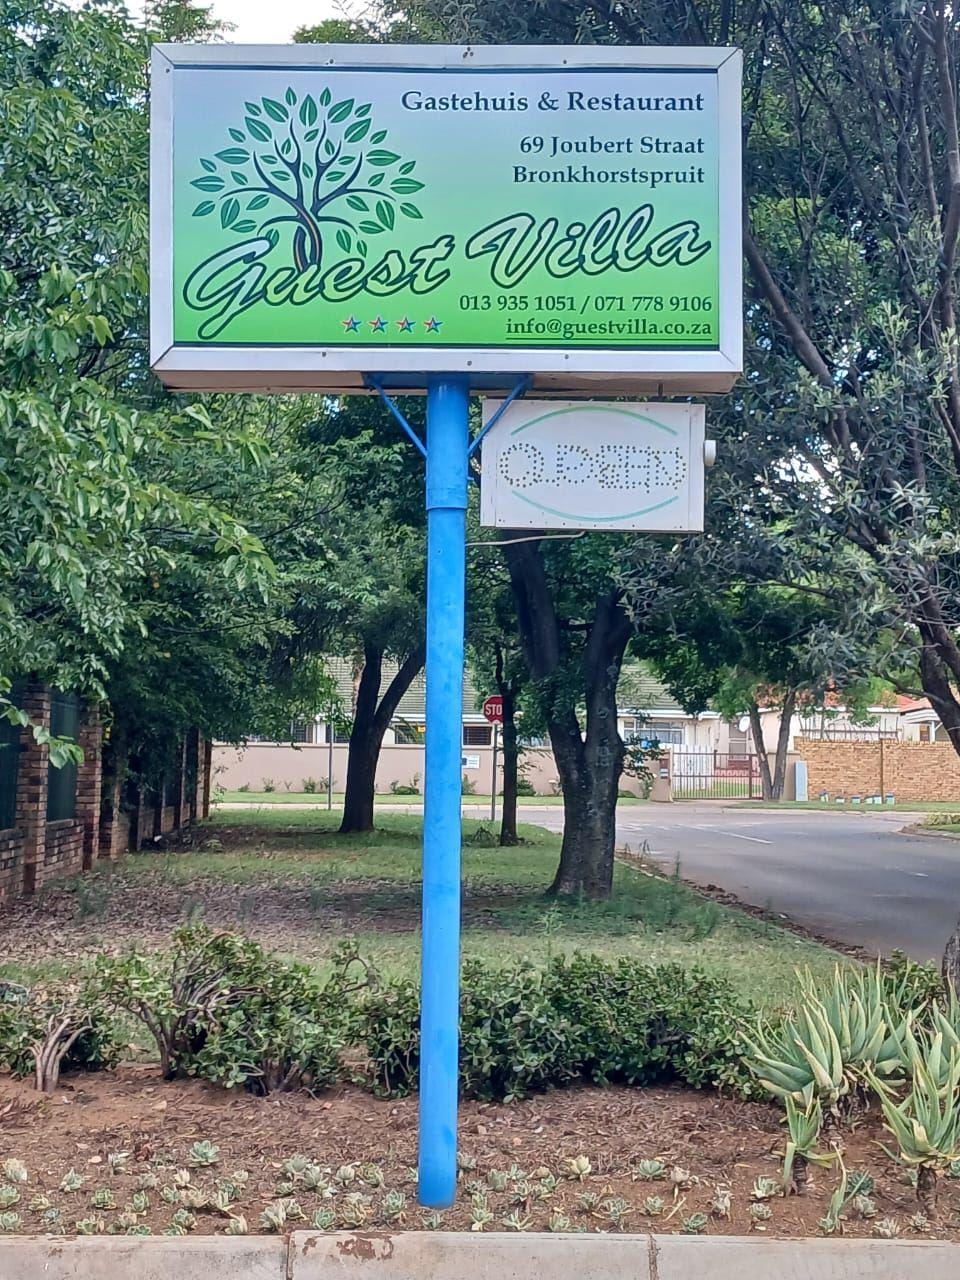 Gastehuis & Restaurant
69 Joubert Straat
Bronkhorstspruit
Guest Villa
013 935 1051 / 071 778 9106
info@guestvilla.co.za
OPEN
STO